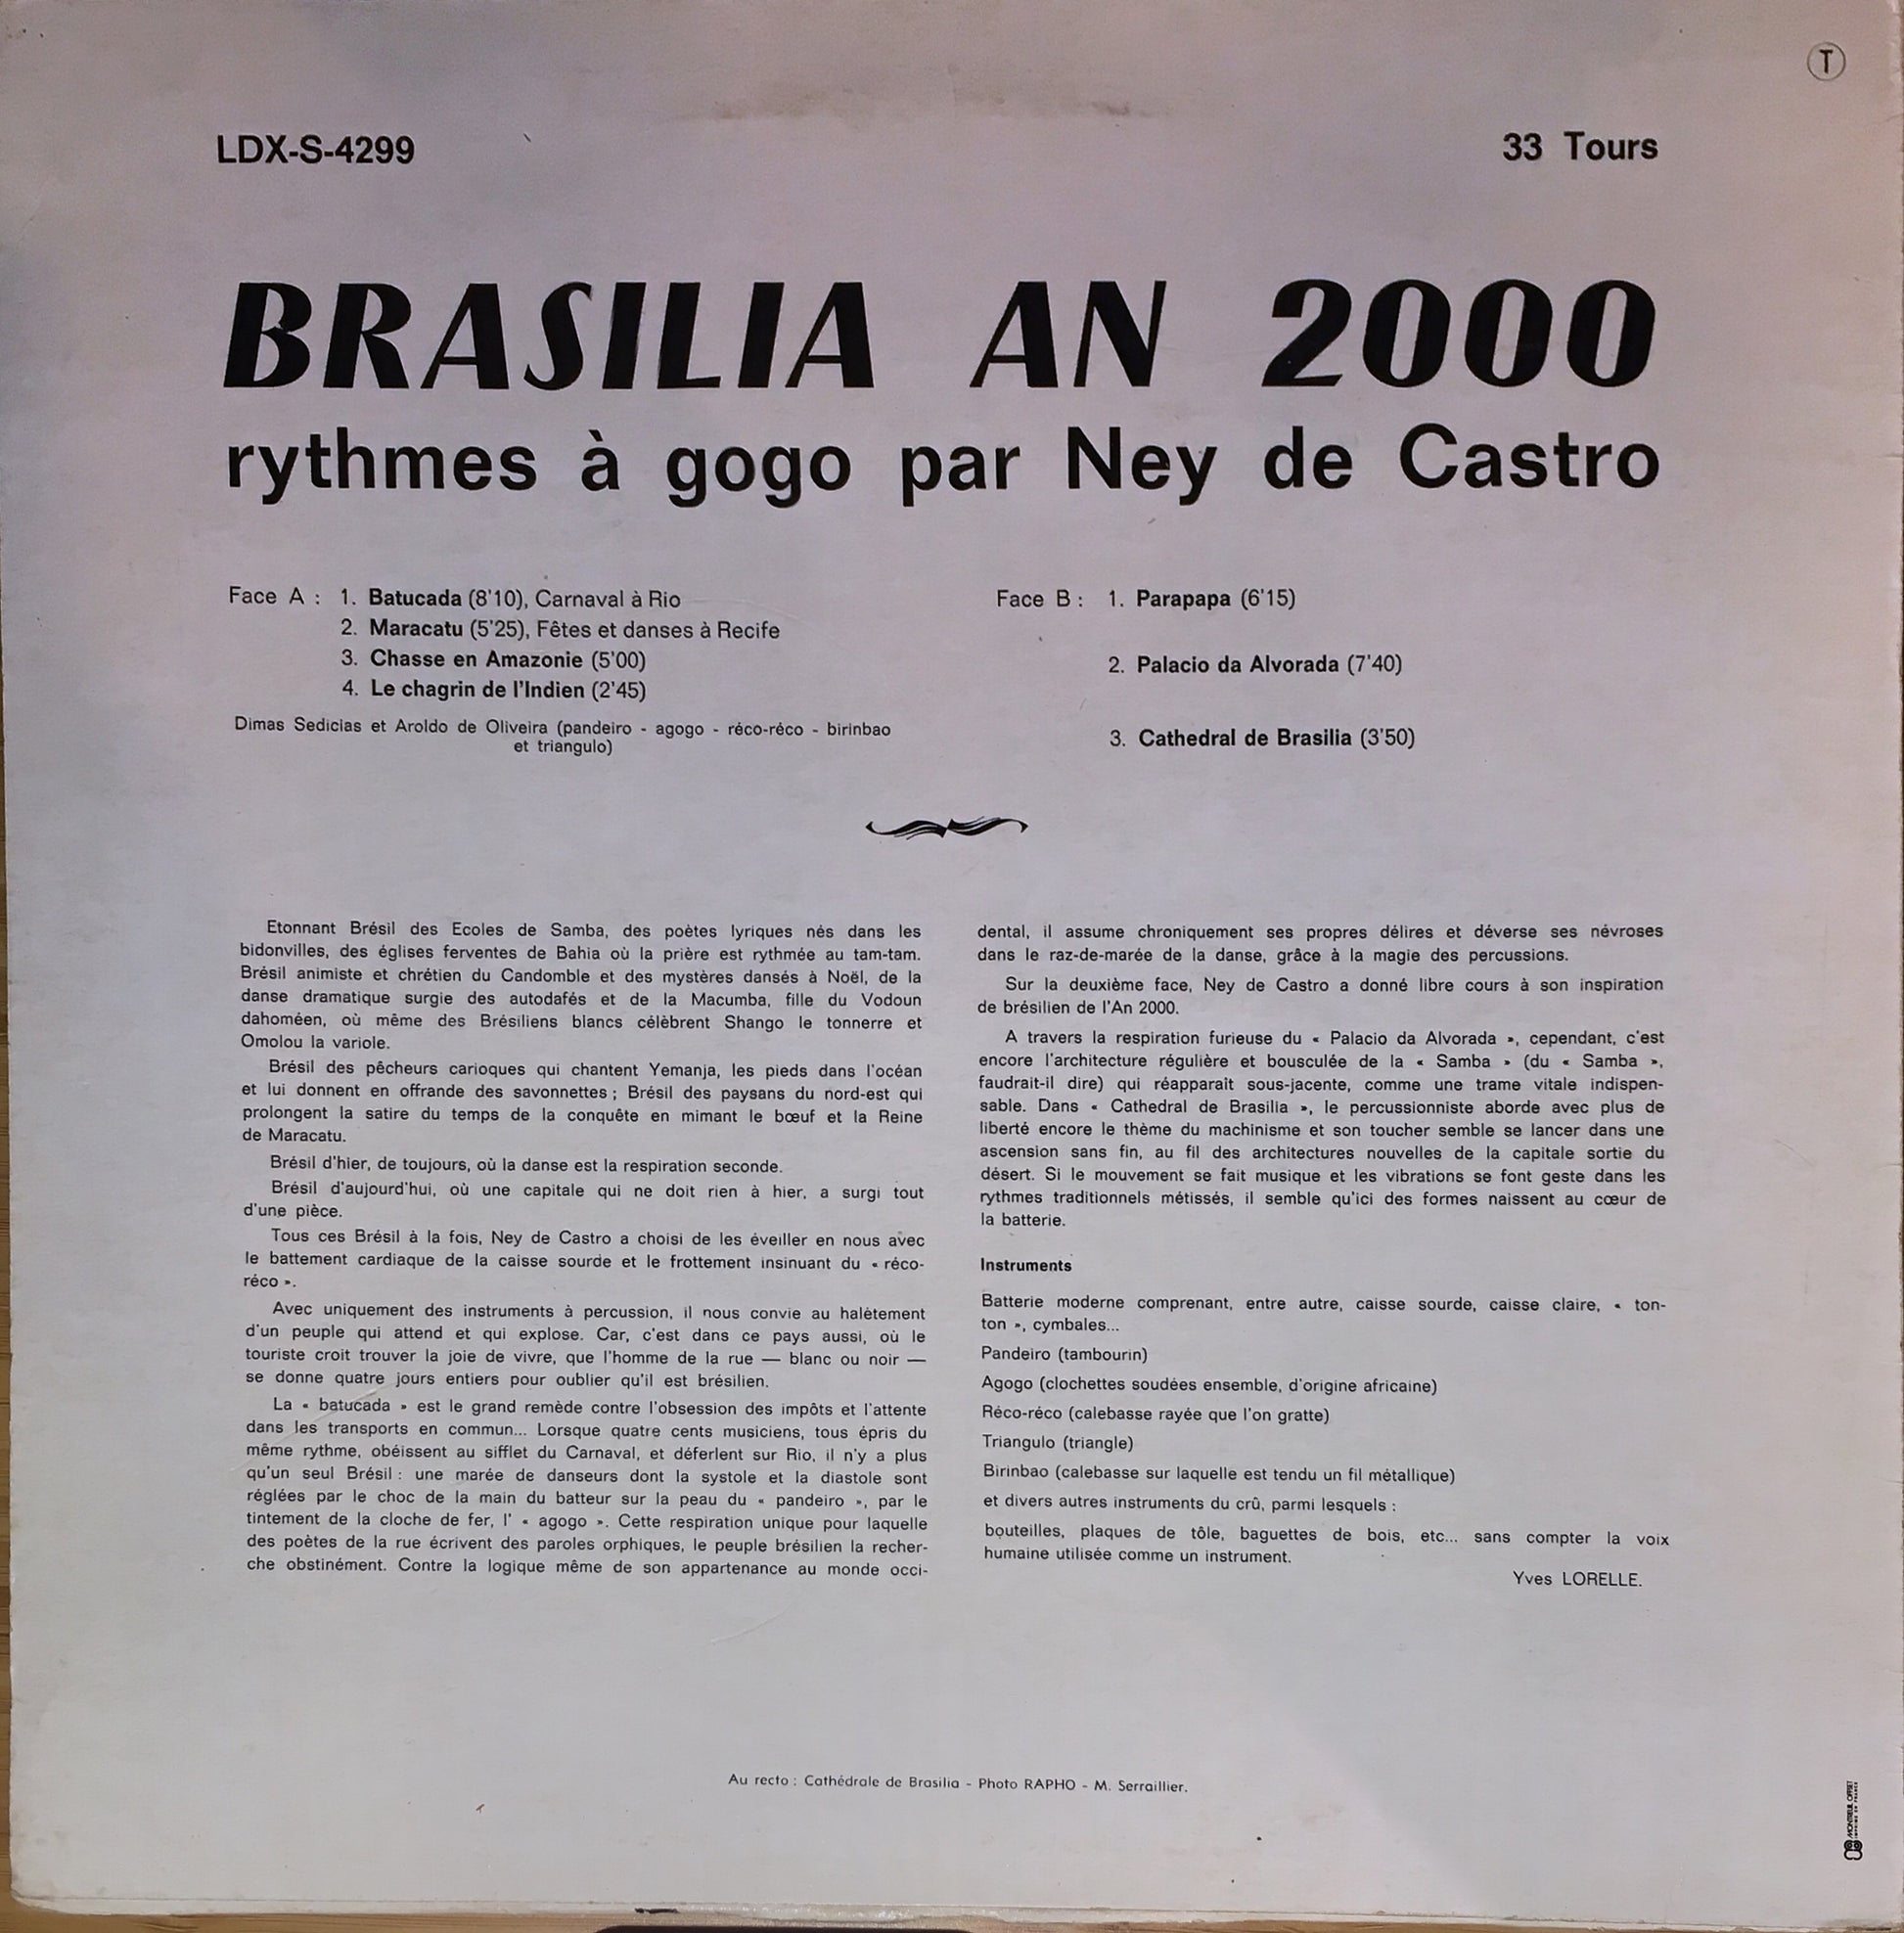 T
LDX-S-4299
33 Tours
BRASILIA AN 2000
rythmes à gogo par Ney de Castro
Face A : 1. Batucada (8'10), Carnaval à Rio
2. Maracatu (5'25), Fêtes et danses à Recife
3. Chasse en Amazonie (5'00)
4. Le chagrin de l'Indien (2'45)
Dimas Sedicias et Aroldo de Oliveira (pandeiro - agogo - réco-réco - birinbao
et triangulo)
Face B : 1. Parapapa (6'15)
2. Palacio da Alvorada (7'40)
3. Cathedral de Brasilia (3'50)
Etonnant Brésil des Ecoles de Samba, des poètes lyriques nés dans les
bidonvilles, des églises ferventes de Bahia où la prière est rythmée au tam-tam.
Brésil animiste et chrétien du Candomble et des mystères dansés à Noël, de la
danse dramatique surgie des autodafés et de la Macumba, fille du Vodoun
dahoméen, où même des Brésiliens blancs célèbrent Shango le tonnerre et
Omolou la variole.
Brésil des pêcheurs carioques qui chantent Yemanja, les pieds dans l'océan
et lui donnent en offrande des savonnettes ; Brésil des paysans du nord-est qui
prolongent la satire du temps de la conquête en mimant le bœuf et la Reine
de Maracatu.
Brésil d'hier, de toujours, où la danse est la respiration seconde.
Brésil d'aujourd'hui, où une capitale qui ne doit rien à hier, a surgi tout
d'une pièce.
Tous ces Brésil à la fois, Ney de Castro a choisi de les éveiller en nous avec
le battement cardiaque de la caisse sourde et le frottement insinuant du « réco-
réco ».
Avec uniquement des instruments à percussion, il nous convie au halètement
d'un peuple qui attend et qui explose. Car, c'est dans ce pays aussi, où le
touriste croit trouver la joie de vivre, que l'homme de la rue — blanc ou noir —
se donne quatre jours entiers pour oublier qu'il est brésilien.
La « batucada » est le grand remède contre l'obsession des impôts et l'attente
dans les transports en commun... Lorsque quatre cents musiciens, tous épris du
même rythme, obéissent au sifflet du Carnaval, et déferlent sur Rio, il n'y a plus
qu'un seul Brésil : une marée de danseurs dont la systole et la diastole sont
réglées par le choc de la main du batteur sur la peau du « pandeiro », par le
tintement de la cloche de fer, l' « agogo ». Cette respiration unique pour laquelle
des poètes de la rue écrivent des paroles orphiques, le peuple brésilien la recher-
che obstinément. Contre la logique même de son appartenance au monde occi-
dental, il assume chroniquement ses propres délires et déverse ses névroses
dans le raz-de-marée de la danse, grâce à la magie des percussions.
Sur la deuxième face, Ney de Castro a donné libre cours à son inspiration
de brésilien de l'An 2000.
A travers la respiration furieuse du « Palacio da Alvorada », cependant, c'est
encore l'architecture régulière et bousculée de la « Samba » (du « Samba »,
faudrait-il dire) qui réapparaît sous-jacente, comme une trame vitale indispen-
sable. Dans « Cathedral de Brasilia », le percussionniste aborde avec plus de
liberté encore le thème du machinisme et son toucher semble se lancer dans une
ascension sans fin, au fil des architectures nouvelles de la capitale sortie du
désert. Si le mouvement se fait musique et les vibrations se font geste dans les
rythmes traditionnels métissés, il semble qu'ici des formes naissent au cœur de
la batterie.
Instruments
Batterie moderne comprenant, entre autre, caisse sourde, caisse claire, « ton-
ton », cymbales...
Pandeiro (tambourin)
Agogo (clochettes soudées ensemble, d'origine africaine)
Réco-réco (calebasse rayée que l'on gratte)
Triangulo (triangle)
Birinbao (calebasse sur laquelle est tendu un fil métallique)
et divers autres instruments du crû, parmi lesquels :
bouteilles, plaques de tôle, baguettes de bois, etc... sans compter la voix
humaine utilisée comme un instrument.
Yves LORELLE.
Au recto : Cathédrale de Brasilia - Photo RAPHO - M. Serraillier.
MONTREUIL OFFSET
IMPRIMÉ EN FRANCE